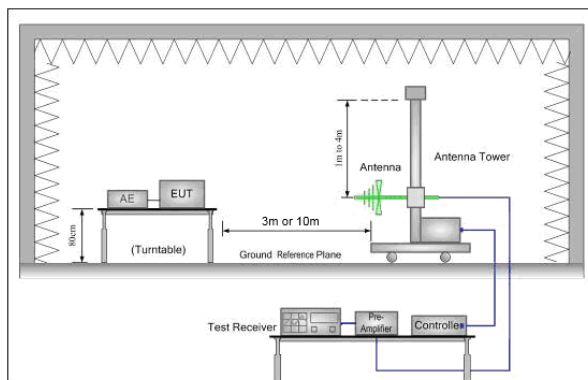 1m to 4m
Antenna
Antenna Tower
AE
EUT
3m or 10m
80cm
(Turntable)
Ground Reference Plane
Test Receiver
Pre-
Amplifier
Controller